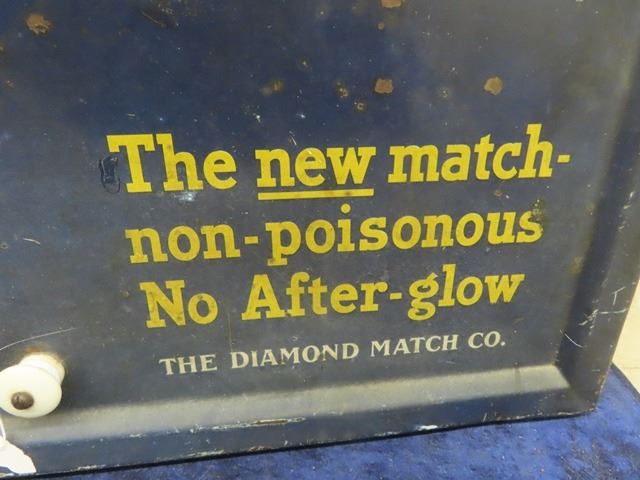 The new match-
non-poisonous
No After-glow
THE DIAMOND MATCH CO.